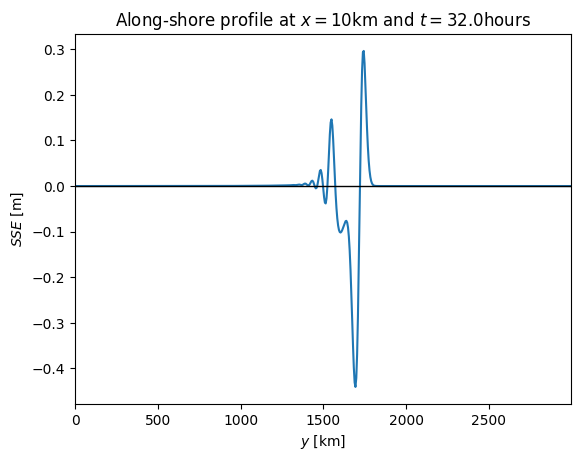 Along-shore profile at x = 10km and t = 32.0hours
0.3
0.2
0.1
0.0
−0.1
−0.2
−0.3
−0.4
SSE [m]
0 500 1000 1500 2000 2500
y [km]